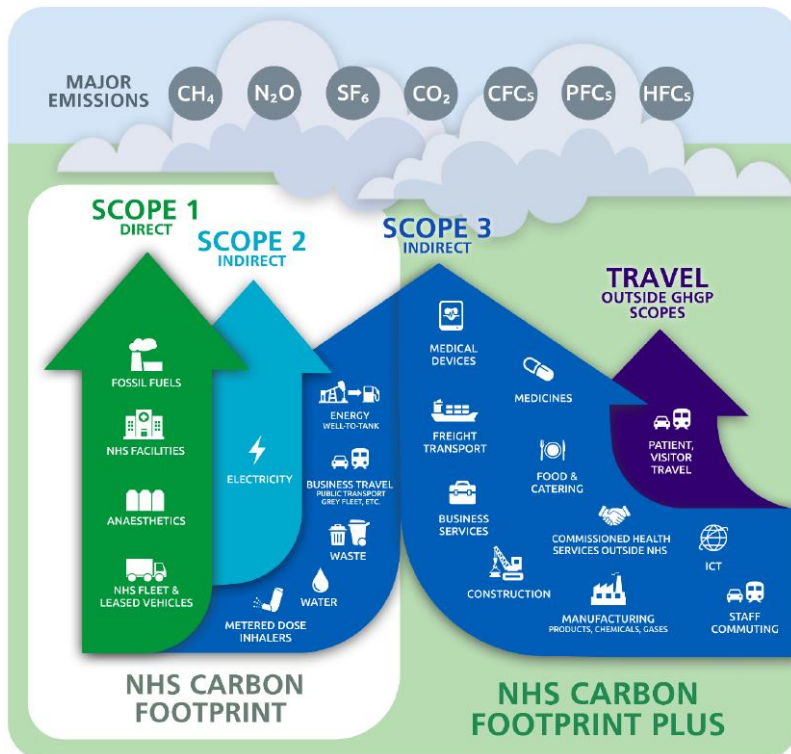 MAJOR
EMISSIONS
CH₄
N₂O
SF₆
CO₂
CFCs
PFCs
HFCs
SCOPE 1
DIRECT
SCOPE 2
INDIRECT
SCOPE 3
INDIRECT
TRAVEL
OUTSIDE GHGP
SCOPES
FOSSIL FUELS
NHS FACILITIES
ANAESTHETICS
NHS FLEET &
LEASED VEHICLES
ELECTRICITY
ENERGY
WELL-TO-TANK
BUSINESS TRAVEL
PUBLIC TRANSPORT
GREY FLEET, ETC.
WASTE
WATER
METERED DOSE
INHALERS
MEDICAL
DEVICES
MEDICINES
FREIGHT
TRANSPORT
FOOD &
CATERING
BUSINESS
SERVICES
COMMISSIONED HEALTH
SERVICES OUTSIDE NHS
CONSTRUCTION
MANUFACTURING
PRODUCTS, CHEMICALS, GASES
PATIENT,
VISITOR
TRAVEL
ICT
STAFF
COMMUTING
NHS CARBON
FOOTPRINT
NHS CARBON
FOOTPRINT PLUS